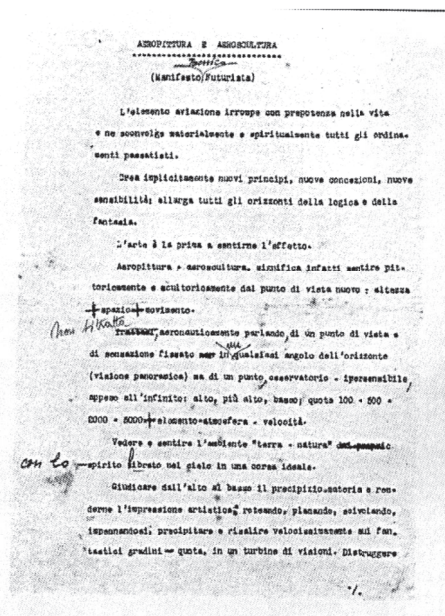 AEROPITTURA E AEROSCULTURA
Tecnica
(Manifesto/Futurista)
L'elemento aviazione irrompe con prepotenza nella vita
e ne sconvolge materialmente e spiritualmente tutti gli ordina-
menti passatisti.
Crea implicitamente nuovi principi, nuove concezioni, nuove
sensibilità; allarga tutti gli orizzonti della logica e della
fantasia.
L'arte è la prima a sentirne l'effetto.
Aeropittura e aeroscultura. significa infatti sentire pit-
toricamente e scultoricamente dal punto di vista nuovo : altezza
+ spazio + movimento.
Non trattasi, aeronauticamente parlando, di un punto di vista e
di sensazione fissato in un qualsiasi angolo dell'orizzonte
(visione panoramica) ma di un punto, osservatorio - ipersensibile,
appeso all'infinito: alto, più alto, basso; quota 100 - 500 -
2000 - 5000 + elemento-atmosfera - velocità.
Vedere e sentire l'ambiente "terra - natura"
con lo spirito librato nel cielo in una corsa ideale.
Giudicare dall'alto al basso il precipizio-materia e ren-
derne l'impressione artistica, roteando, planando, scivolando,
impennandosi; precipitare e risalire velocissimamente sui fan-
tastici gradini - quota, in un turbine di visioni. Distruggere
./.